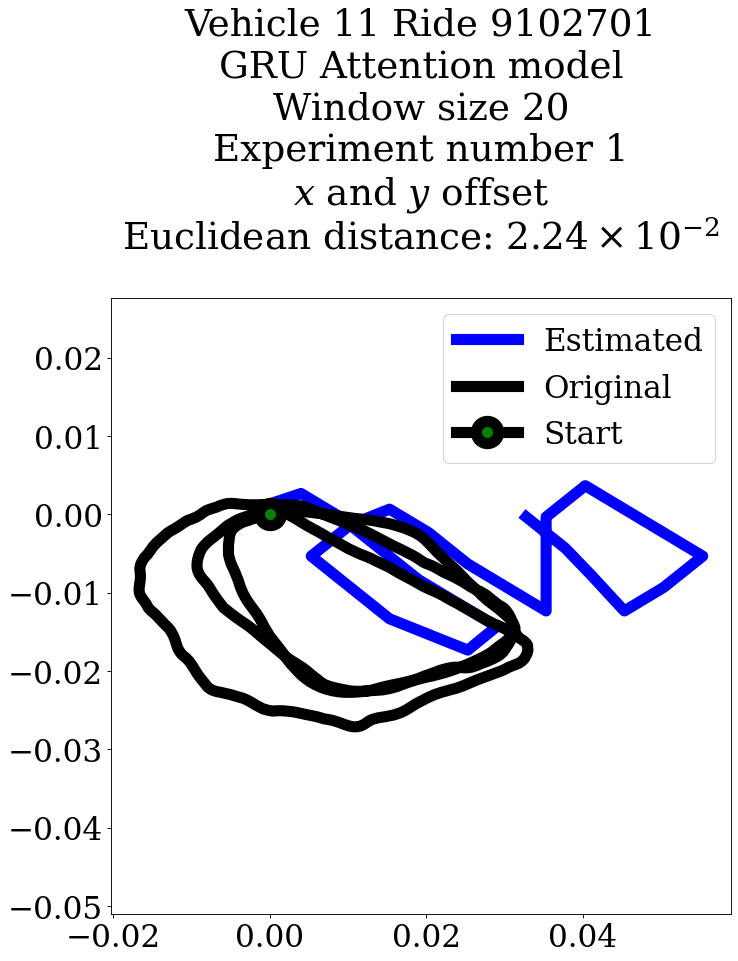 Vehicle 11 Ride 9102701
GRU Attention model
Window size 20
Experiment number 1
x and y offset
Euclidean distance: 2.24 × 10⁻²
Estimated
Original
Start
0.02
0.01
0.00
−0.01
−0.02
−0.03
−0.04
−0.05
−0.02 0.00 0.02 0.04